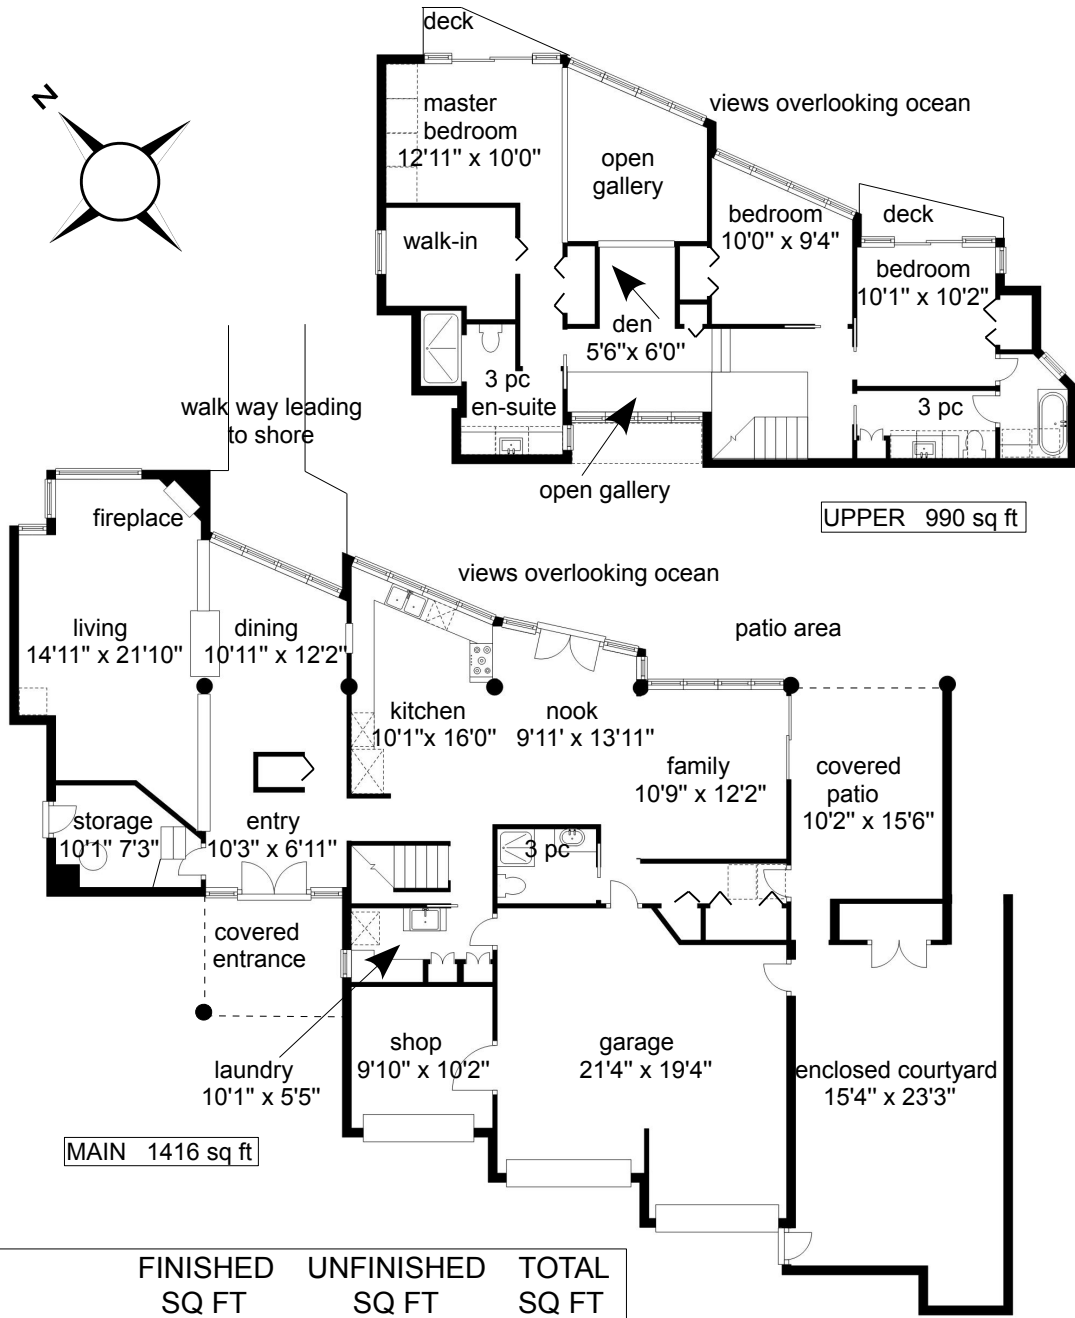 deck
N
master
bedroom
12'11" x 10'0"
views overlooking ocean
open
gallery
walk-in
bedroom
10'0" x 9'4"
deck
bedroom
10'1" x 10'2"
den
5'6"x 6'0"
3 pc
en-suite
3 pc
open gallery
UPPER 990 sq ft
walk way leading
to shore
fireplace
views overlooking ocean
living
14'11" x 21'10"
dining
10'11" x 12'2"
patio area
kitchen
10'1"x 16'0"
nook
9'11' x 13'11"
family
10'9" x 12'2"
covered
patio
10'2" x 15'6"
storage
10'1" 7'3"
entry
10'3" x 6'11"
3 pc
covered
entrance
laundry
10'1" x 5'5"
shop
9'10" x 10'2"
garage
21'4" x 19'4"
enclosed courtyard
15'4" x 23'3"
MAIN 1416 sq ft
FINISHED UNFINISHED TOTAL
SQ FT SQ FT SQ FT